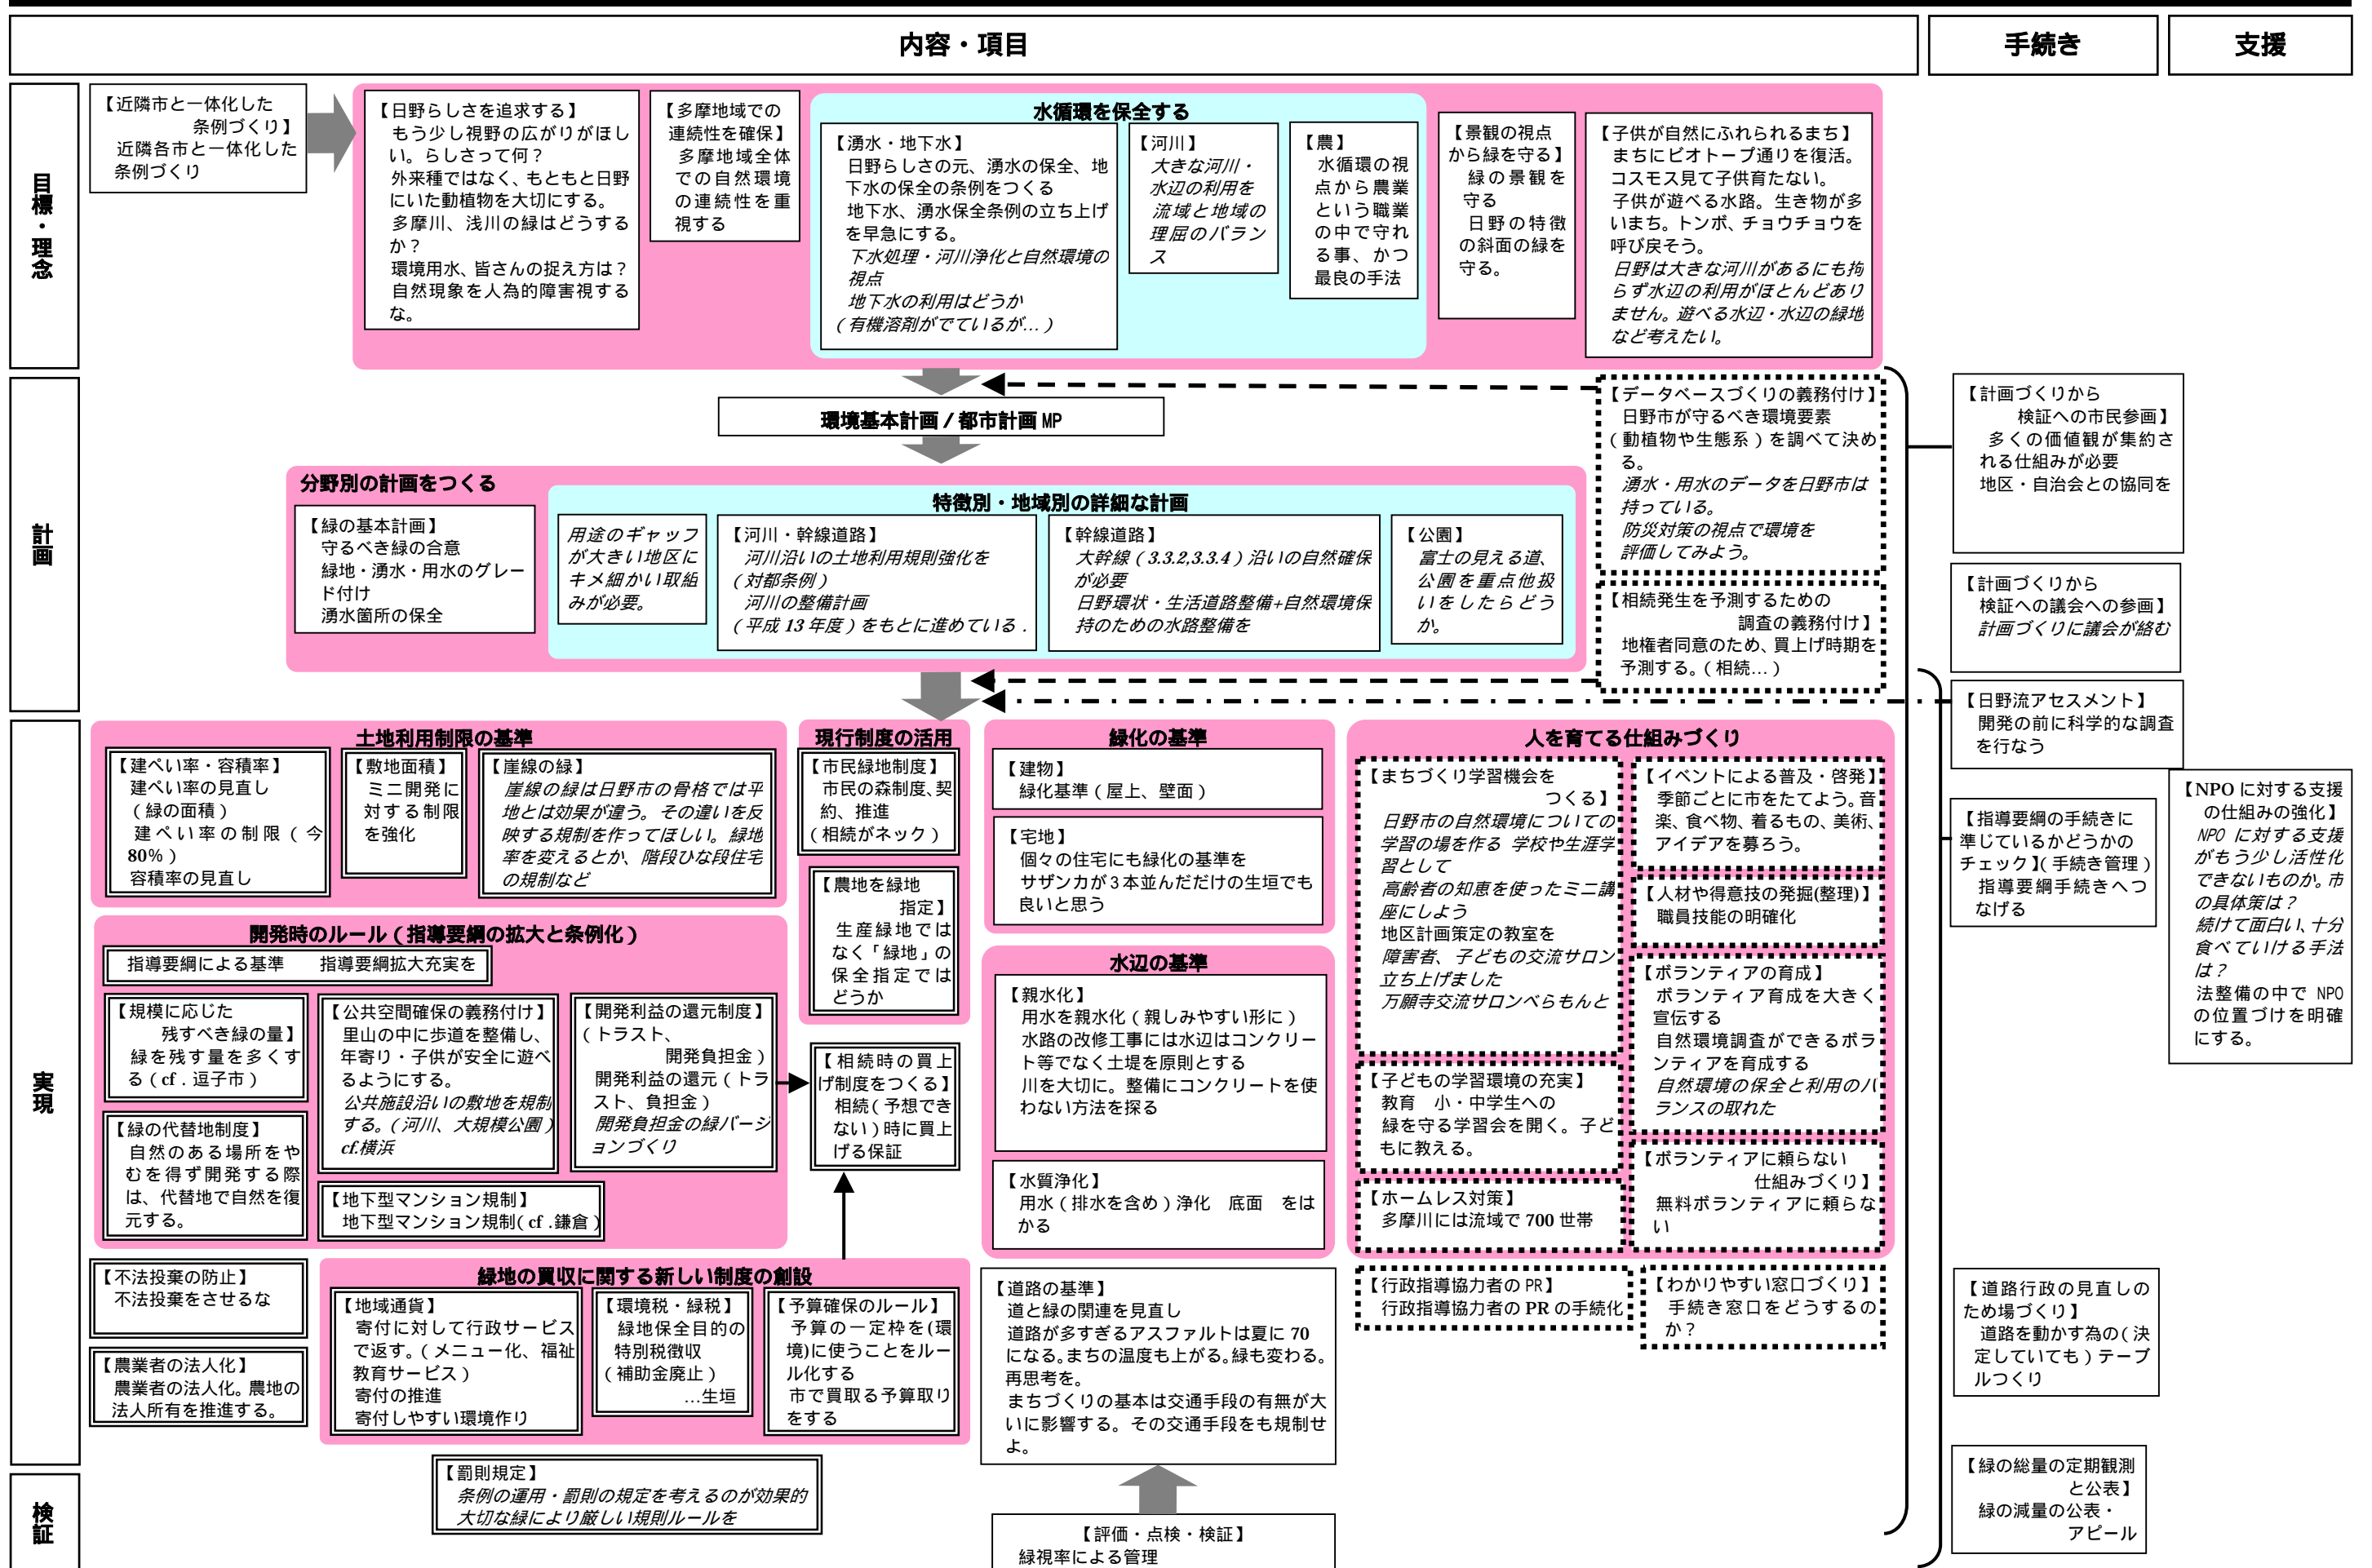 内容・項目
手続き
支援
目標・理念
【近隣市と一体化した
条例づくり】
近隣各市と一体化した
条例づくり
【日野らしさを追求する】
もう少し視野の広がりがほし
い。らしさって何？
外来種ではなく、もともと日野
にいた動植物を大切にする。
多摩川、浅川の緑はどうする
か？
環境用水、皆さんの捉え方は？
自然現象を人為的障害視する
な。
【多摩地域での
連続性を確保】
多摩地域全体
での自然環境
の連続性を重
視する
水循環を保全する
【湧水・地下水】
日野らしさの元、湧水の保全、地
下水の保全の条例をつくる
地下水、湧水保全条例の立ち上げ
を早急にする。
下水処理・河川浄化と自然環境の
視点
地下水の利用はどうか
（有機溶剤がでているが…）
【河川】
大きな河川・
水辺の利用を
流域と地域の
理屈のバラン
ス
【農】
水循環の視
点から農業
という職業
の中で守れ
る事、かつ
最良の手法
【景観の視点
から緑を守る】
緑の景観を
守る
日野の特徴
の斜面の緑を
守る。
【子供が自然にふれられるまち】
まちにビオトープ通りを復活。
コスモス見て子供育たない。
子供が遊べる水路。生き物が多
いまち。トンボ、チョウチョウを
呼び戻そう。
日野は大きな河川があるにも拘
らず水辺の利用がほとんどあり
ません。遊べる水辺・水辺の緑地
など考えたい。
計画
環境基本計画／都市計画MP
分野別の計画をつくる
【緑の基本計画】
守るべき緑の合意
緑地・湧水・用水のグレー
ド付け
湧水箇所の保全
特徴別・地域別の詳細な計画
用途のギャップ
が大きい地区に
キメ細かい取組
みが必要。
【河川・幹線道路】
河川沿いの土地利用規則強化を
（対都条例）
河川の整備計画
（平成13年度）をもとに進めている．
【幹線道路】
大幹線（3.3.2,3.3.4）沿いの自然確保
が必要
日野環状・生活道路整備+自然環境保
持のための水路整備を
【公園】
富士の見える道、
公園を重点他扱
いをしたらどう
か。
【データベースづくりの義務付け】
日野市が守るべき環境要素
（動植物や生態系）を調べて決め
る。
湧水・用水のデータを日野市は
持っている。
防災対策の視点で環境を
評価してみよう。
【相続発生を予測するための
調査の義務付け】
地権者同意のため、買上げ時期を
予測する。（相続…）
【計画づくりから
検証への市民参画】
多くの価値観が集約さ
れる仕組みが必要
地区・自治会との協同を
【計画づくりから
検証への議会への参画】
計画づくりに議会が絡む
【日野流アセスメント】
開発の前に科学的な調査
を行なう
実現
土地利用制限の基準
【建ぺい率・容積率】
建ぺい率の見直し
（緑の面積）
建ぺい率の制限（今
80％）
容積率の見直し
【敷地面積】
ミニ開発に
対する制限
を強化
【崖線の緑】
崖線の緑は日野市の骨格では平
地とは効果が違う。その違いを反
映する規制を作ってほしい。緑地
率を変えるとか、階段ひな段住宅
の規制など
現行制度の活用
【市民緑地制度】
市民の森制度、契
約、推進
（相続がネック）
【農地を緑地
指定】
生産緑地では
なく「緑地」の
保全指定では
どうか
【相続時の買上
げ制度をつくる】
相続（予想でき
ない）時に買上
げる保証
開発時のルール（指導要綱の拡大と条例化）
指導要綱による基準　指導要綱拡大充実を
【規模に応じた
残すべき緑の量】
緑を残す量を多くす
る（cf．逗子市）
【緑の代替地制度】
自然のある場所をや
むを得ず開発する際
は、代替地で自然を復
元する。
【公共空間確保の義務付け】
里山の中に歩道を整備し、
年寄り・子供が安全に遊べ
るようにする。
公共施設沿いの敷地を規制
する。（河川、大規模公園）
cf.横浜
【開発利益の還元制度】
（トラスト、
開発負担金）
開発利益の還元（トラ
スト、負担金）
開発負担金の緑バージ
ョンづくり
【地下型マンション規制】
地下型マンション規制（cf．鎌倉）
【不法投棄の防止】
不法投棄をさせるな
【農業者の法人化】
農業者の法人化。農地の
法人所有を推進する。
緑地の買収に関する新しい制度の創設
【地域通貨】
寄付に対して行政サービス
で返す。（メニュー化、福祉
教育サービス）
寄付の推進
寄付しやすい環境作り
【環境税・緑税】
緑地保全目的の
特別税徴収
（補助金廃止）
…生垣
【予算確保のルール】
予算の一定枠を(環
境)に使うことをルー
ル化する
市で買取る予算取り
をする
緑化の基準
【建物】
緑化基準（屋上、壁面）
【宅地】
個々の住宅にも緑化の基準を
サザンカが3本並んだだけの生垣でも
良いと思う
水辺の基準
【親水化】
用水を親水化（親しみやすい形に）
水路の改修工事には水辺はコンクリー
ト等でなく土堤を原則とする
川を大切に。整備にコンクリートを使
わない方法を探る
【水質浄化】
用水（排水を含め）浄化　底面　をは
かる
【道路の基準】
道と緑の関連を見直し
道路が多すぎるアスファルトは夏に70
になる。まちの温度も上がる。緑も変わる。
再思考を。
まちづくりの基本は交通手段の有無が大
いに影響する。その交通手段をも規制せ
よ。
人を育てる仕組みづくり
【まちづくり学習機会を
つくる】
日野市の自然環境についての
学習の場を作る 学校や生涯学
習として
高齢者の知恵を使ったミニ講
座にしよう
地区計画策定の教室を
障害者、子どもの交流サロン
立ち上げました
万願寺交流サロンべらもんと
【子どもの学習環境の充実】
教育　小・中学生への
緑を守る学習会を開く。子ど
もに教える。
【ホームレス対策】
多摩川には流域で700世帯
【イベントによる普及・啓発】
季節ごとに市をたてよう。音
楽、食べ物、着るもの、美術、
アイデアを募ろう。
【人材や得意技の発掘(整理)】
職員技能の明確化
【ボランティアの育成】
ボランティア育成を大きく
宣伝する
自然環境調査ができるボラ
ンティアを育成する
自然環境の保全と利用のバ
ランスの取れた
【ボランティアに頼らない
仕組みづくり】
無料ボランティアに頼らな
い
【行政指導協力者のPR】
行政指導協力者のPRの手続化
【わかりやすい窓口づくり】
手続き窓口をどうするの
か？
【指導要綱の手続きに
準じているかどうかの
チェック】（手続き管理）
指導要綱手続きへつ
なげる
【NPOに対する支援
の仕組みの強化】
NPOに対する支援
がもう少し活性化
できないものか。市
の具体策は？
続けて面白い、十分
食べていける手法
は？
法整備の中でNPO
の位置づけを明確
にする。
【道路行政の見直しの
ため場づくり】
道路を動かす為の（決
定していても）テーブ
ルつくり
検証
【罰則規定】
条例の運用・罰則の規定を考えるのが効果的
大切な緑により厳しい規則ルールを
【評価・点検・検証】
緑視率による管理
【緑の総量の定期観測
と公表】
緑の減量の公表・
アピール